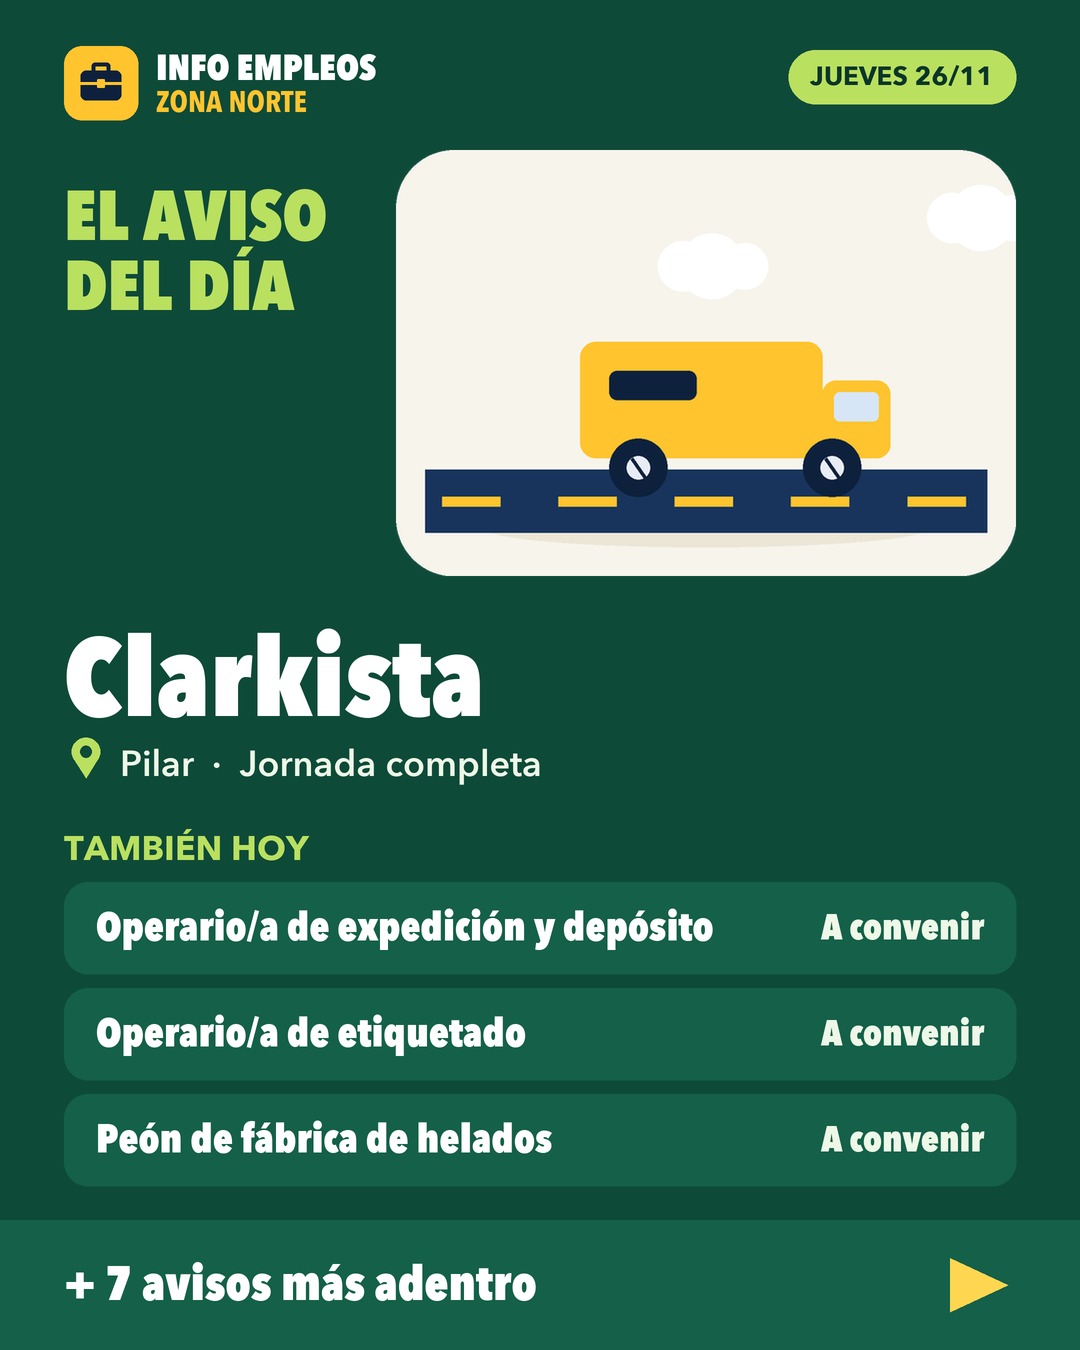 INFO EMPLEOS
ZONA NORTE
JUEVES 26/11
EL AVISO
DEL DÍA
Clarkista
Pilar · Jornada completa
TAMBIÉN HOY
Operario/a de expedición y depósito A convenir
Operario/a de etiquetado A convenir
Peón de fábrica de helados A convenir
+ 7 avisos más adentro